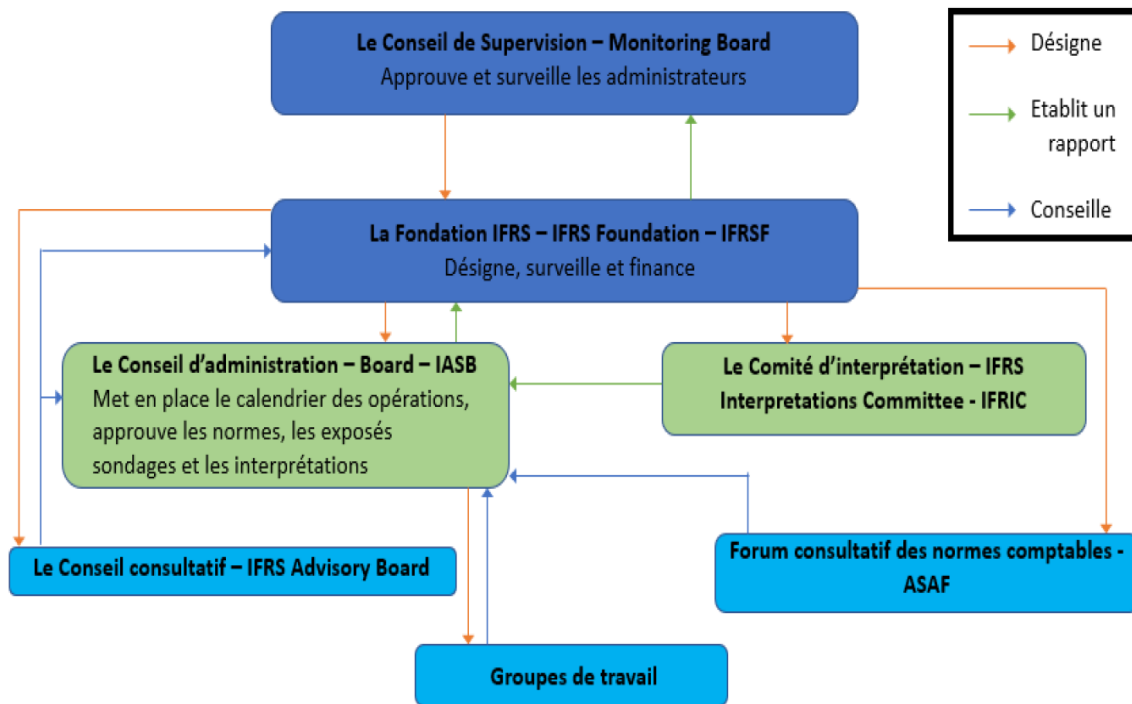 Le Conseil de Supervision – Monitoring Board
Approuve et surveille les administrateurs
Désigne
Etablit un
rapport
Conseille
La Fondation IFRS – IFRS Foundation – IFRSF
Désigne, surveille et finance
Le Conseil d'administration – Board – IASB
Met en place le calendrier des opérations,
approuve les normes, les exposés
sondages et les interprétations
Le Comité d'interprétation – IFRS
Interpretations Committee - IFRIC
Le Conseil consultatif – IFRS Advisory Board
Forum consultatif des normes comptables -
ASAF
Groupes de travail